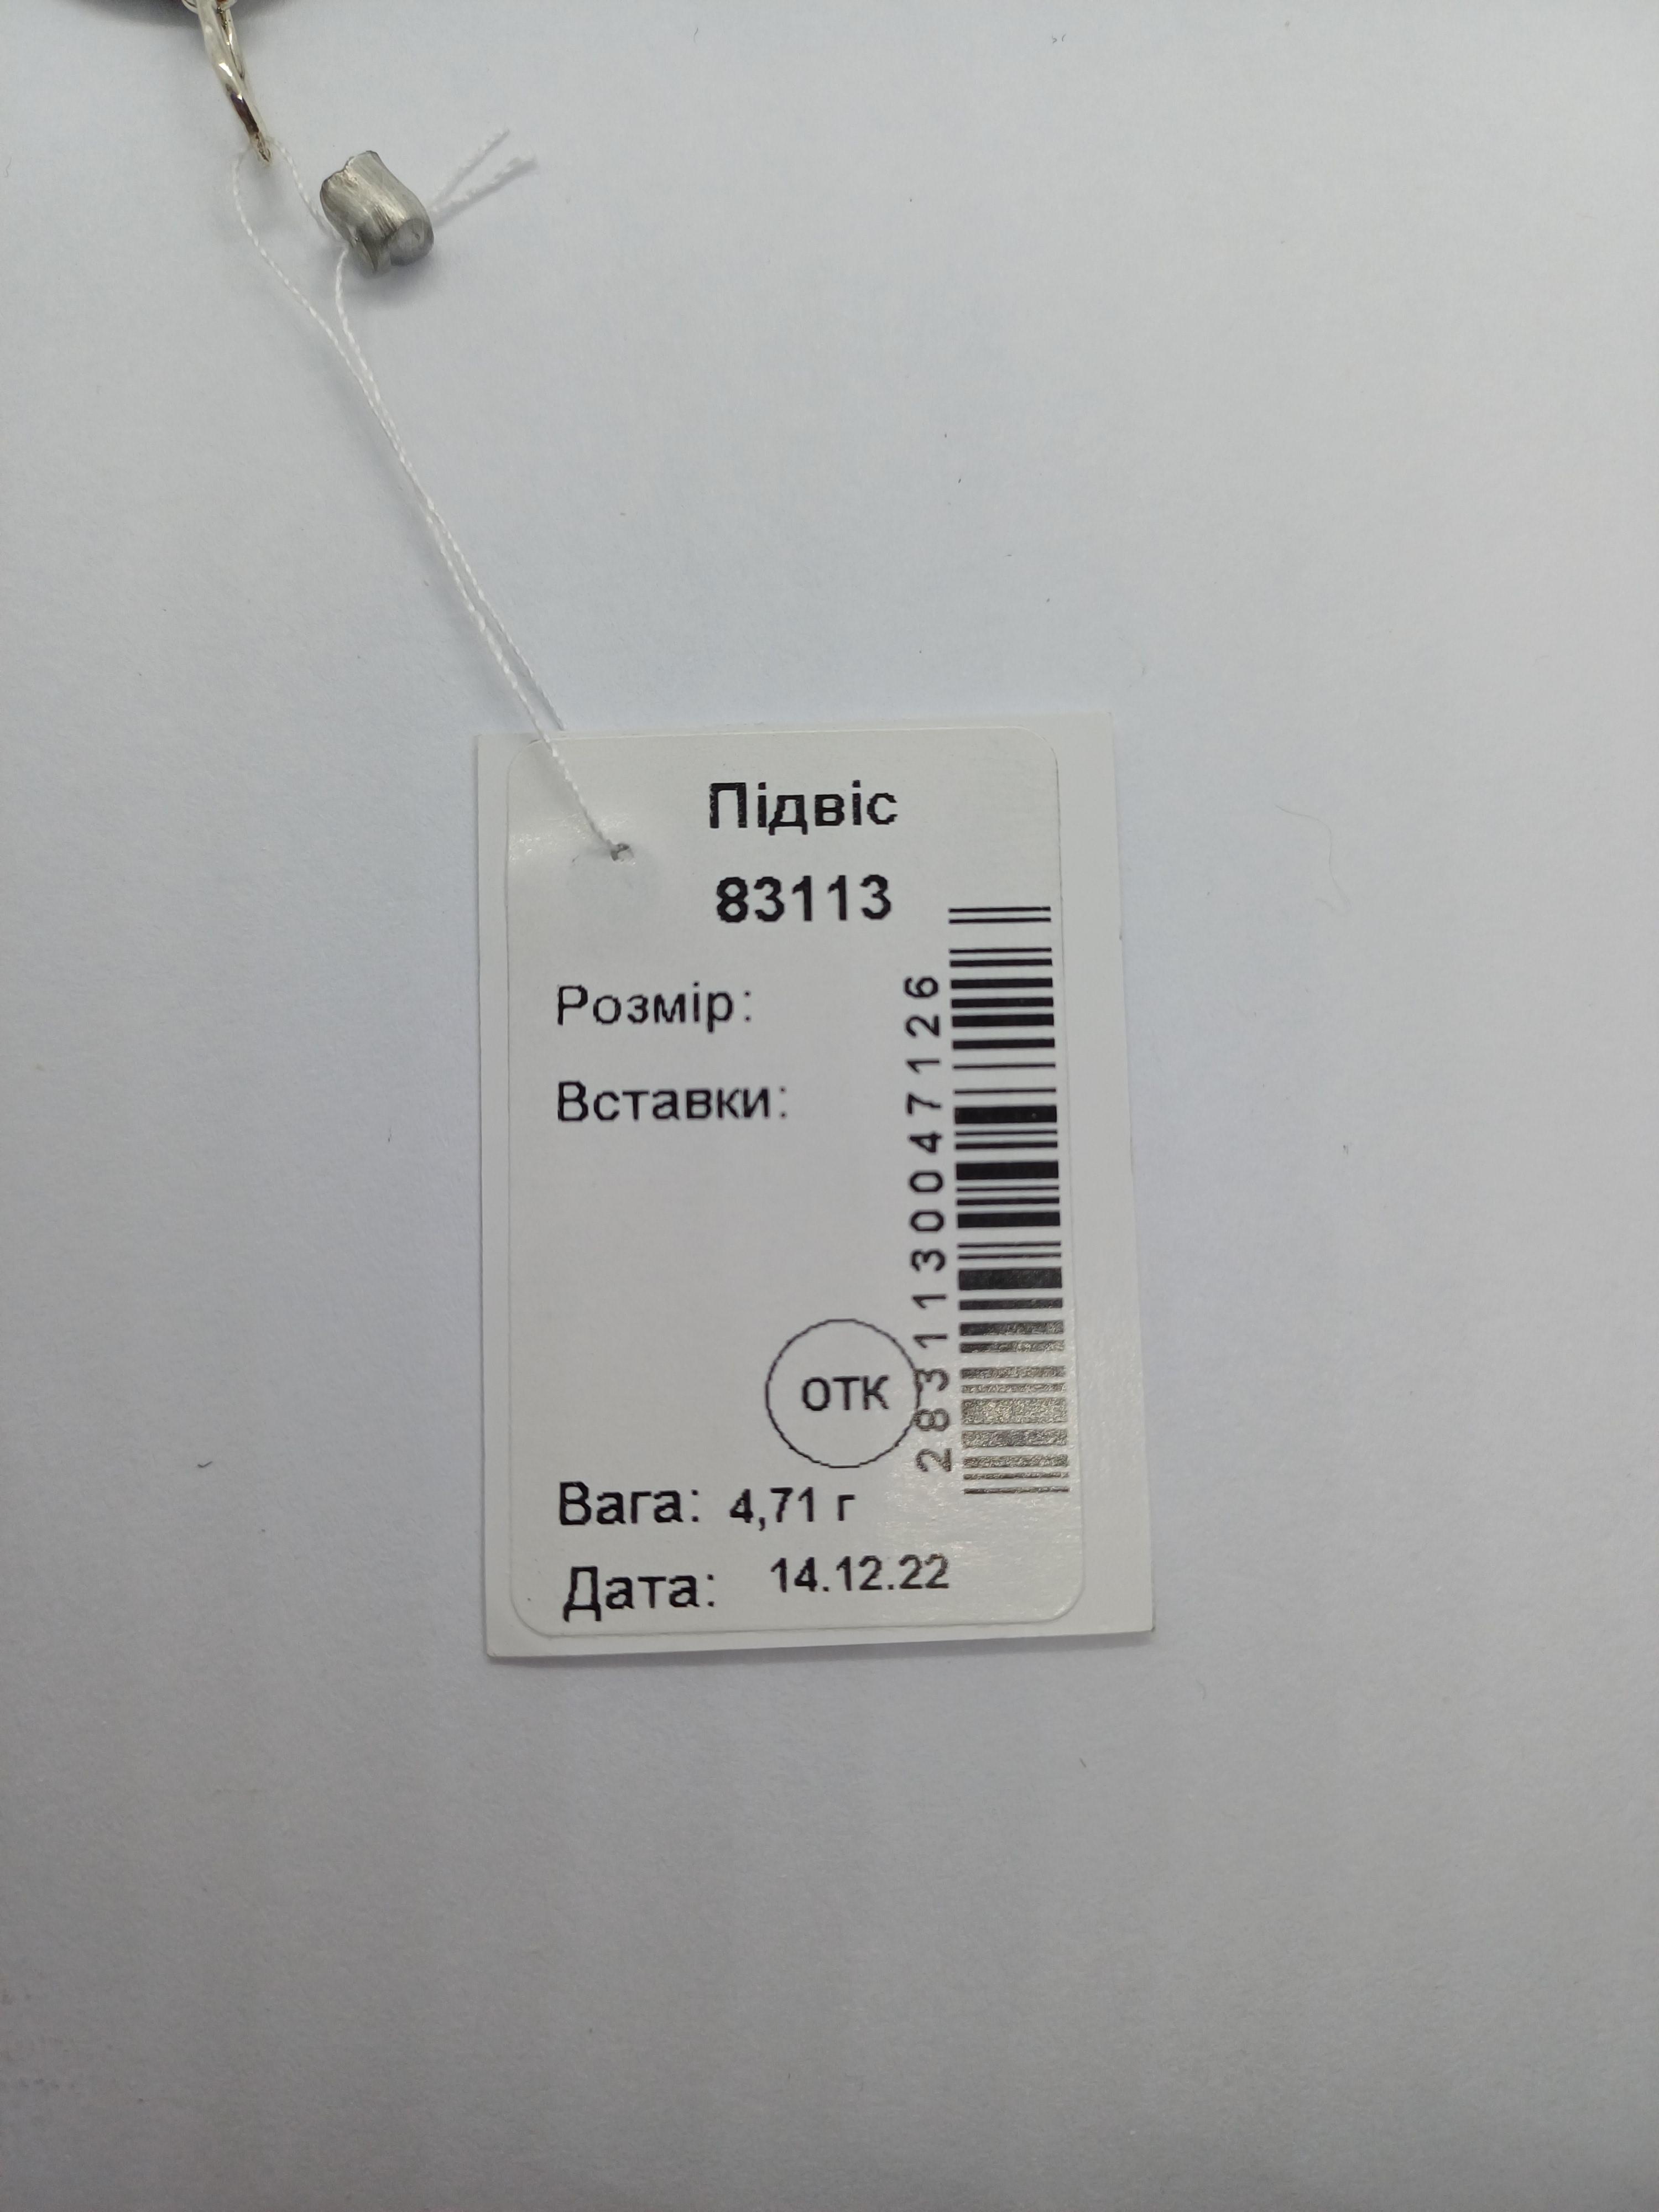 Підвіс
83113
Розмір:
Вставки:
ОТК
Вага: 4,71 г
Дата: 14.12.22
2831130047126